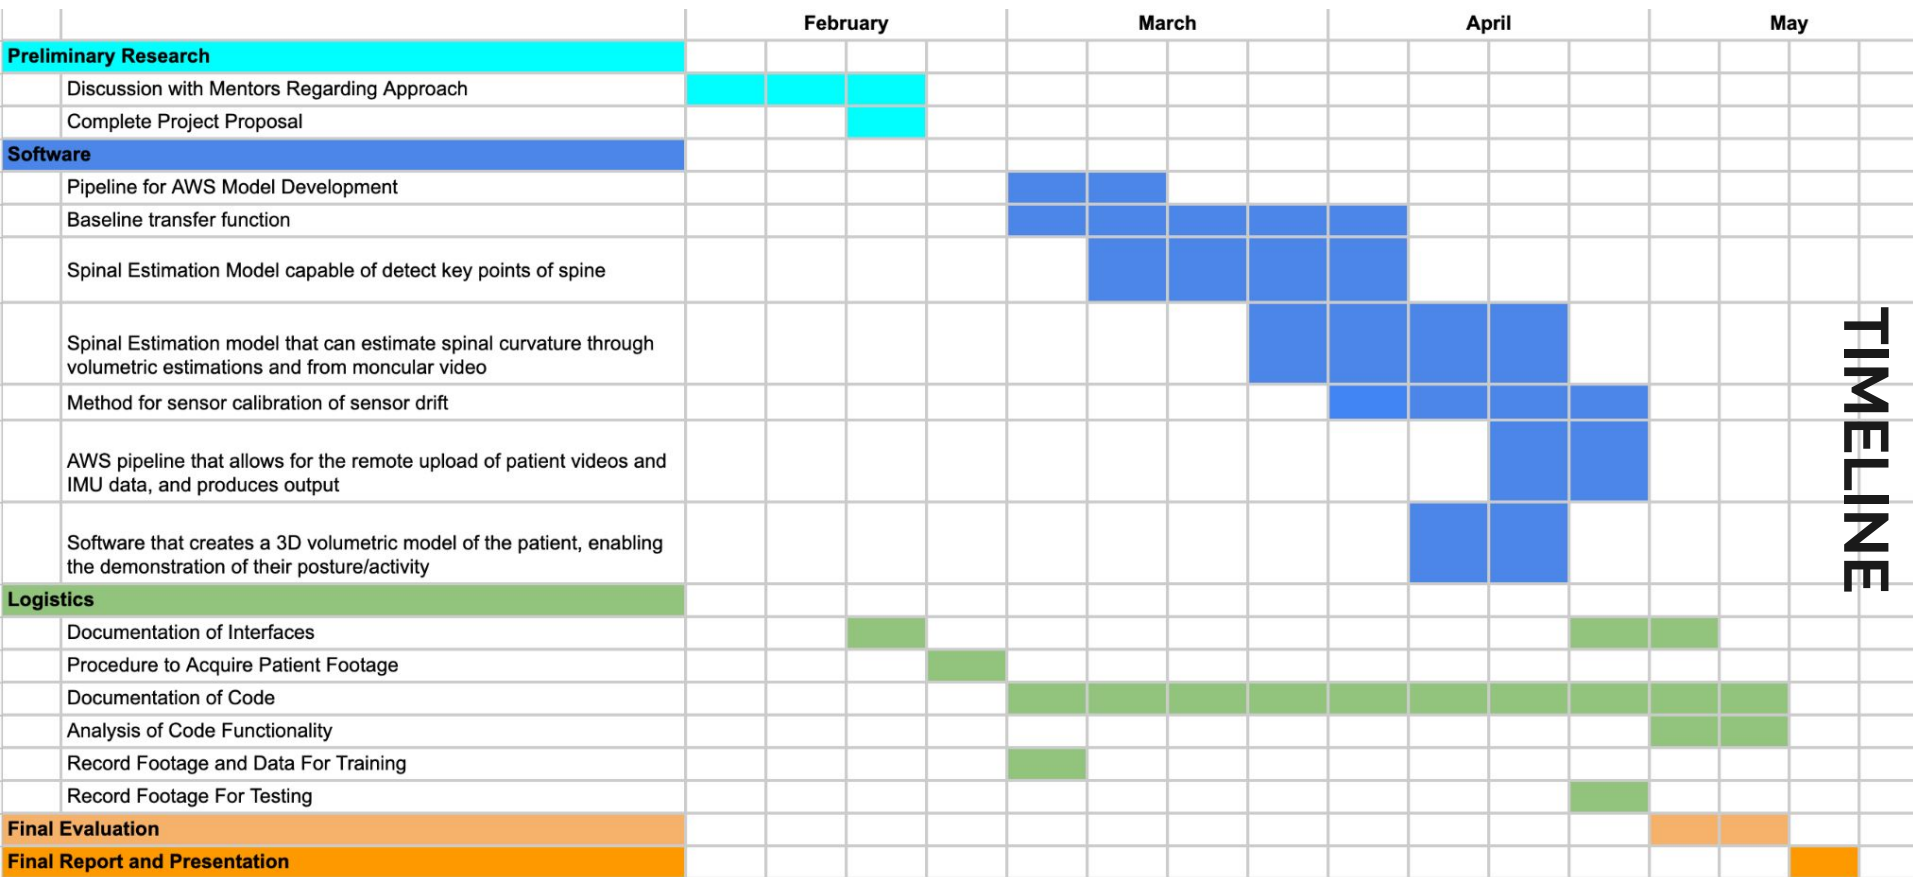 February March April May
Preliminary Research
Discussion with Mentors Regarding Approach
Complete Project Proposal
Software
Pipeline for AWS Model Development
Baseline transfer function
Spinal Estimation Model capable of detect key points of spine
Spinal Estimation model that can estimate spinal curvature through
volumetric estimations and from moncular video
Method for sensor calibration of sensor drift
AWS pipeline that allows for the remote upload of patient videos and
IMU data, and produces output
Software that creates a 3D volumetric model of the patient, enabling
the demonstration of their posture/activity
Logistics
Documentation of Interfaces
Procedure to Acquire Patient Footage
Documentation of Code
Analysis of Code Functionality
Record Footage and Data For Training
Record Footage For Testing
Final Evaluation
Final Report and Presentation
TIMELINE